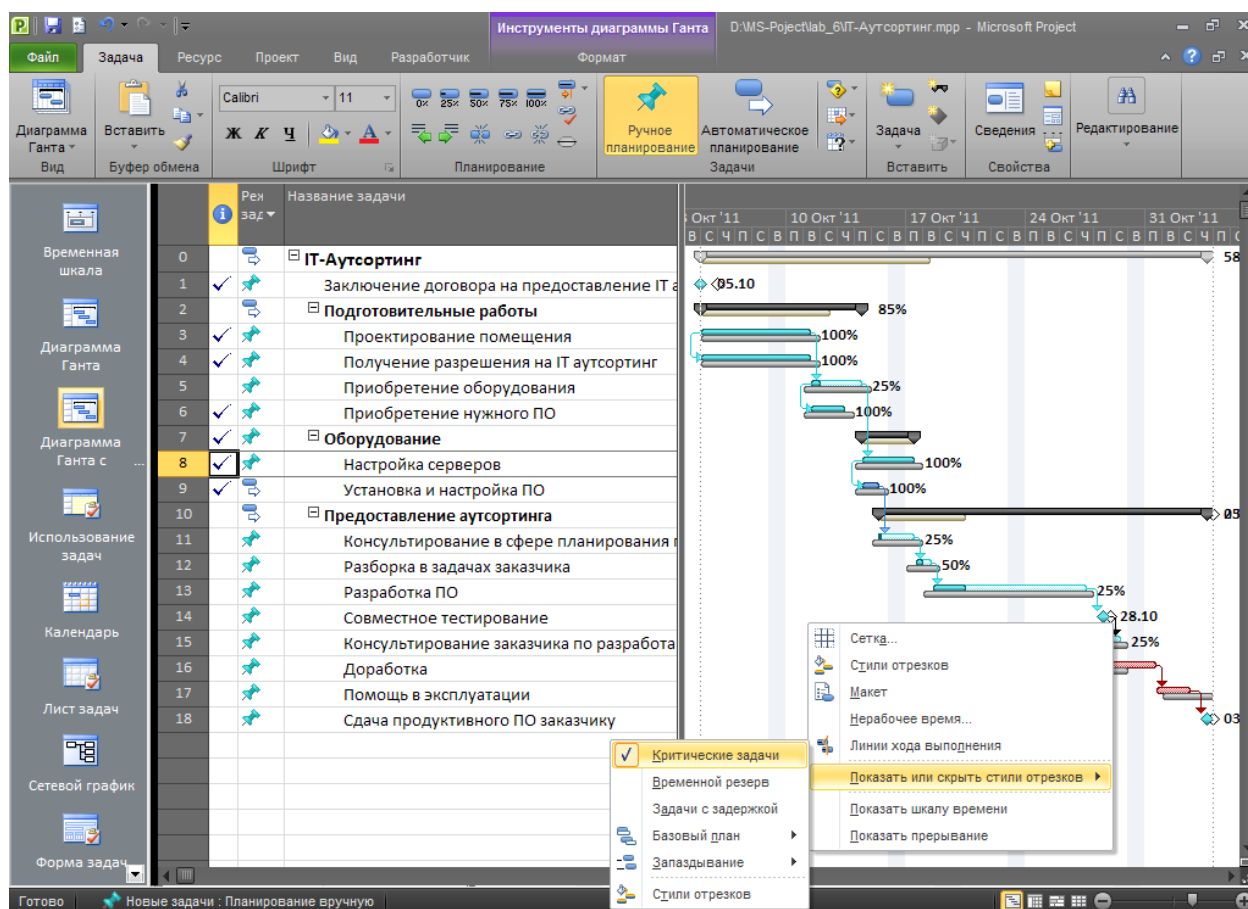 Инструменты диаграммы Ганта
D:\MS-Poject\lab_6\IT-Аутсортинг.mpp - Microsoft Project
Файл Задача Ресурс Проект Вид Разработчик Формат
Диаграмма Ганта
Вставить
Calibri 11
Ж К Ч
0% 25% 50% 75% 100%
Ручное планирование
Автоматическое планирование
Задача
Сведения
Редактирование
Вид Буфер обмена Шрифт Планирование Задачи Вставить Свойства
Реж
зад
Название задачи
Окт '11 10 Окт '11 17 Окт '11 24 Окт '11 31 Окт '11
В С Ч П С В П В С Ч П С В П В С Ч П С В П В С Ч П С В П В С Ч П С
Временная шкала
Диаграмма Ганта
Диаграмма Ганта с ...
Использование задач
Календарь
Лист задач
Сетевой график
Форма задач
0 IT-Аутсортинг 58
1 Заключение договора на предоставление IT а 05.10
2 Подготовительные работы 85%
3 Проектирование помещения 100%
4 Получение разрешения на IT аутсортинг 100%
5 Приобретение оборудования 25%
6 Приобретение нужного ПО 100%
7 Оборудование
8 Настройка серверов 100%
9 Установка и настройка ПО 100%
10 Предоставление аутсортинга
11 Консультирование в сфере планирования 25%
12 Разборка в задачах заказчика 50%
13 Разработка ПО 25%
14 Совместное тестирование 28.10
15 Консультирование заказчика по разработа 25%
16 Доработка
17 Помощь в эксплуатации
18 Сдача продуктивного ПО заказчику 03
Сетка...
Стили отрезков
Макет
Нерабочее время...
Линии хода выполнения
Показать или скрыть стили отрезков
Показать шкалу времени
Показать прерывание
Критические задачи
Временной резерв
Задачи с задержкой
Базовый план
Запаздывание
Стили отрезков
Готово Новые задачи : Планирование вручную